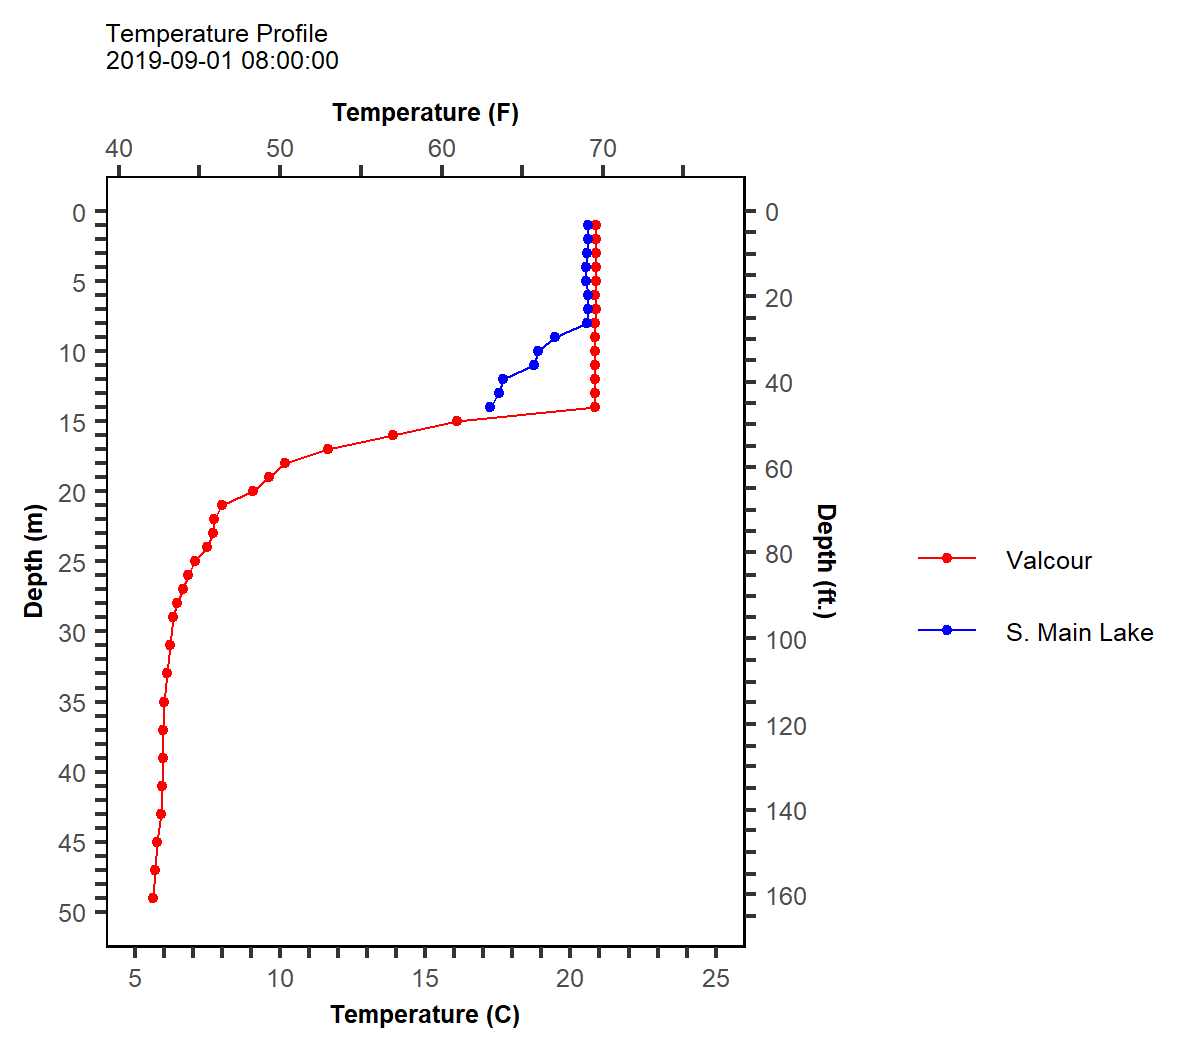 Temperature Profile
2019-09-01 08:00:00
Temperature (F)
40 50 60 70
0
5
10
15
20
25
30
35
40
45
50
Depth (m)
0
20
40
60
80
100
120
140
160
Depth (ft.)
Valcour
S. Main Lake
5 10 15 20 25
Temperature (C)